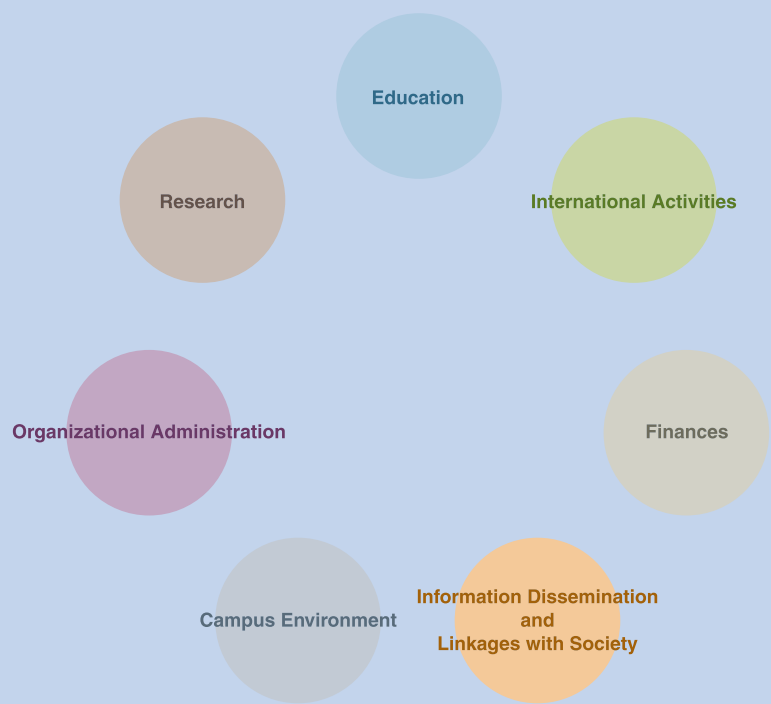 Education
Research
International Activities
Organizational Administration
Finances
Campus Environment
Information Dissemination
and
Linkages with Society